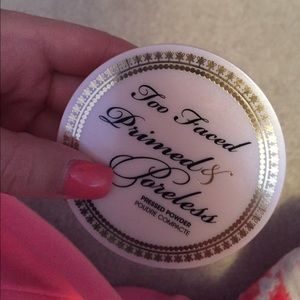 Too Faced
Primed &
Poreless
PRESSED POWDER
POUDRE COMPACTE